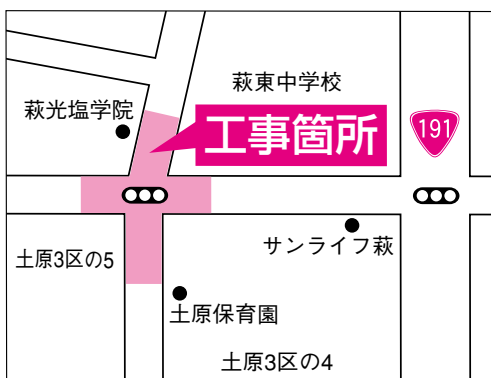 萩東中学校
萩光塩学院
工事箇所
191
サンライフ萩
土原3区の5
土原保育園
土原3区の4